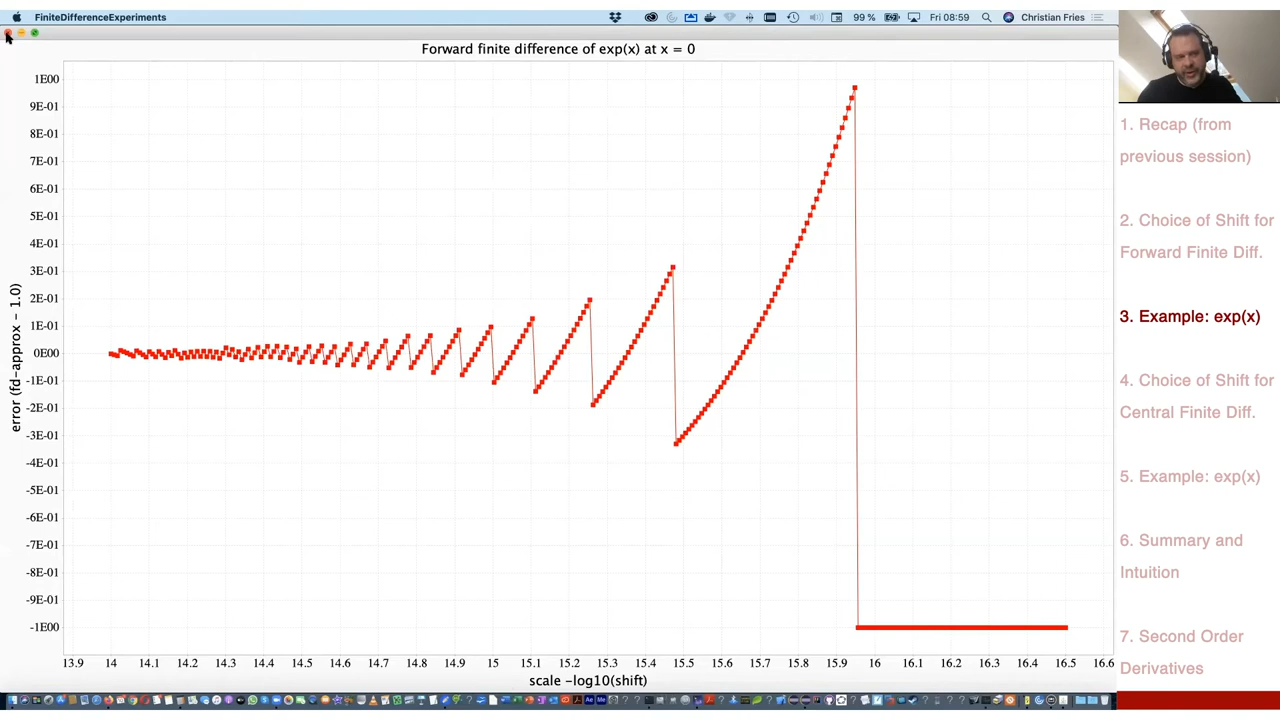 FiniteDifferenceExperiments
99 %
Fri 08:59
Christian Fries
Forward finite difference of exp(x) at x = 0
1E00
9E-01
8E-01
7E-01
6E-01
5E-01
4E-01
3E-01
2E-01
1E-01
0E00
-1E-01
-2E-01
-3E-01
-4E-01
-5E-01
-6E-01
-7E-01
-8E-01
-9E-01
-1E00
error (fd-approx - 1.0)
13.9 14 14.1 14.2 14.3 14.4 14.5 14.6 14.7 14.8 14.9 15 15.1 15.2 15.3 15.4 15.5 15.6 15.7 15.8 15.9 16 16.1 16.2 16.3 16.4 16.5 16.6
scale -log10(shift)
1. Recap (from
previous session)
2. Choice of Shift for
Forward Finite Diff.
3. Example: exp(x)
4. Choice of Shift for
Central Finite Diff.
5. Example: exp(x)
6. Summary and
Intuition
7. Second Order
Derivatives